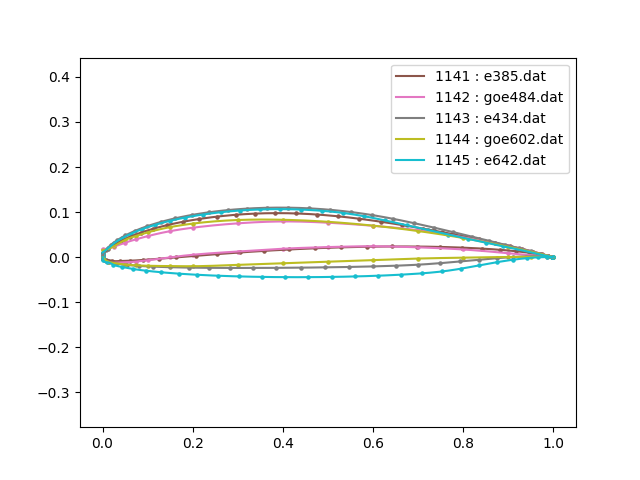 0.4
0.3
0.2
0.1
0.0
−0.1
−0.2
−0.3
0.0 0.2 0.4 0.6 0.8 1.0
1141 : e385.dat
1142 : goe484.dat
1143 : e434.dat
1144 : goe602.dat
1145 : e642.dat